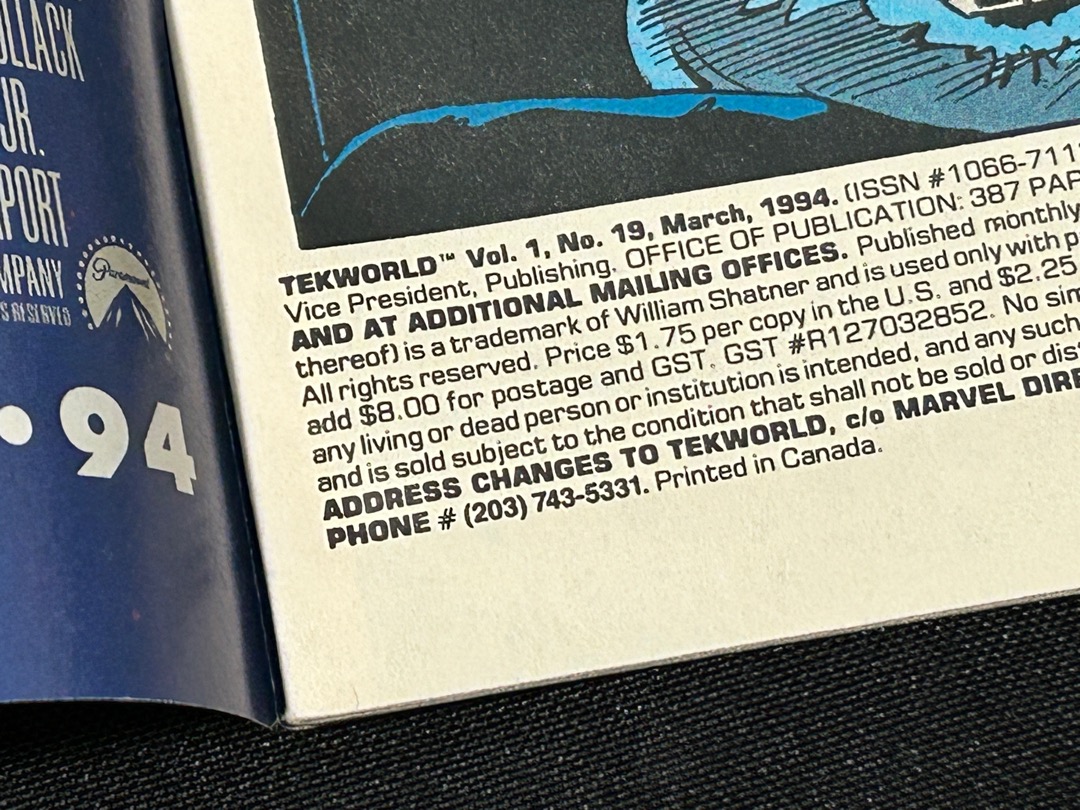 OLLACK
JR.
PORT
MPANY
Paramount
• 94
TEKWORLD™ Vol. 1, No. 19, March, 1994. (ISSN #1066-711
Vice President, Publishing. OFFICE OF PUBLICATION: 387 PAR
AND AT ADDITIONAL MAILING OFFICES. Published monthly
thereof) is a trademark of William Shatner and is used only with p
All rights reserved. Price $1.75 per copy in the U.S. and $2.25
add $8.00 for postage and GST. GST #R127032852. No sim
any living or dead person or institution is intended, and any such
and is sold subject to the condition that shall not be sold or dis
ADDRESS CHANGES TO TEKWORLD, c/o MARVEL DIRE
PHONE # (203) 743-5331. Printed in Canada.